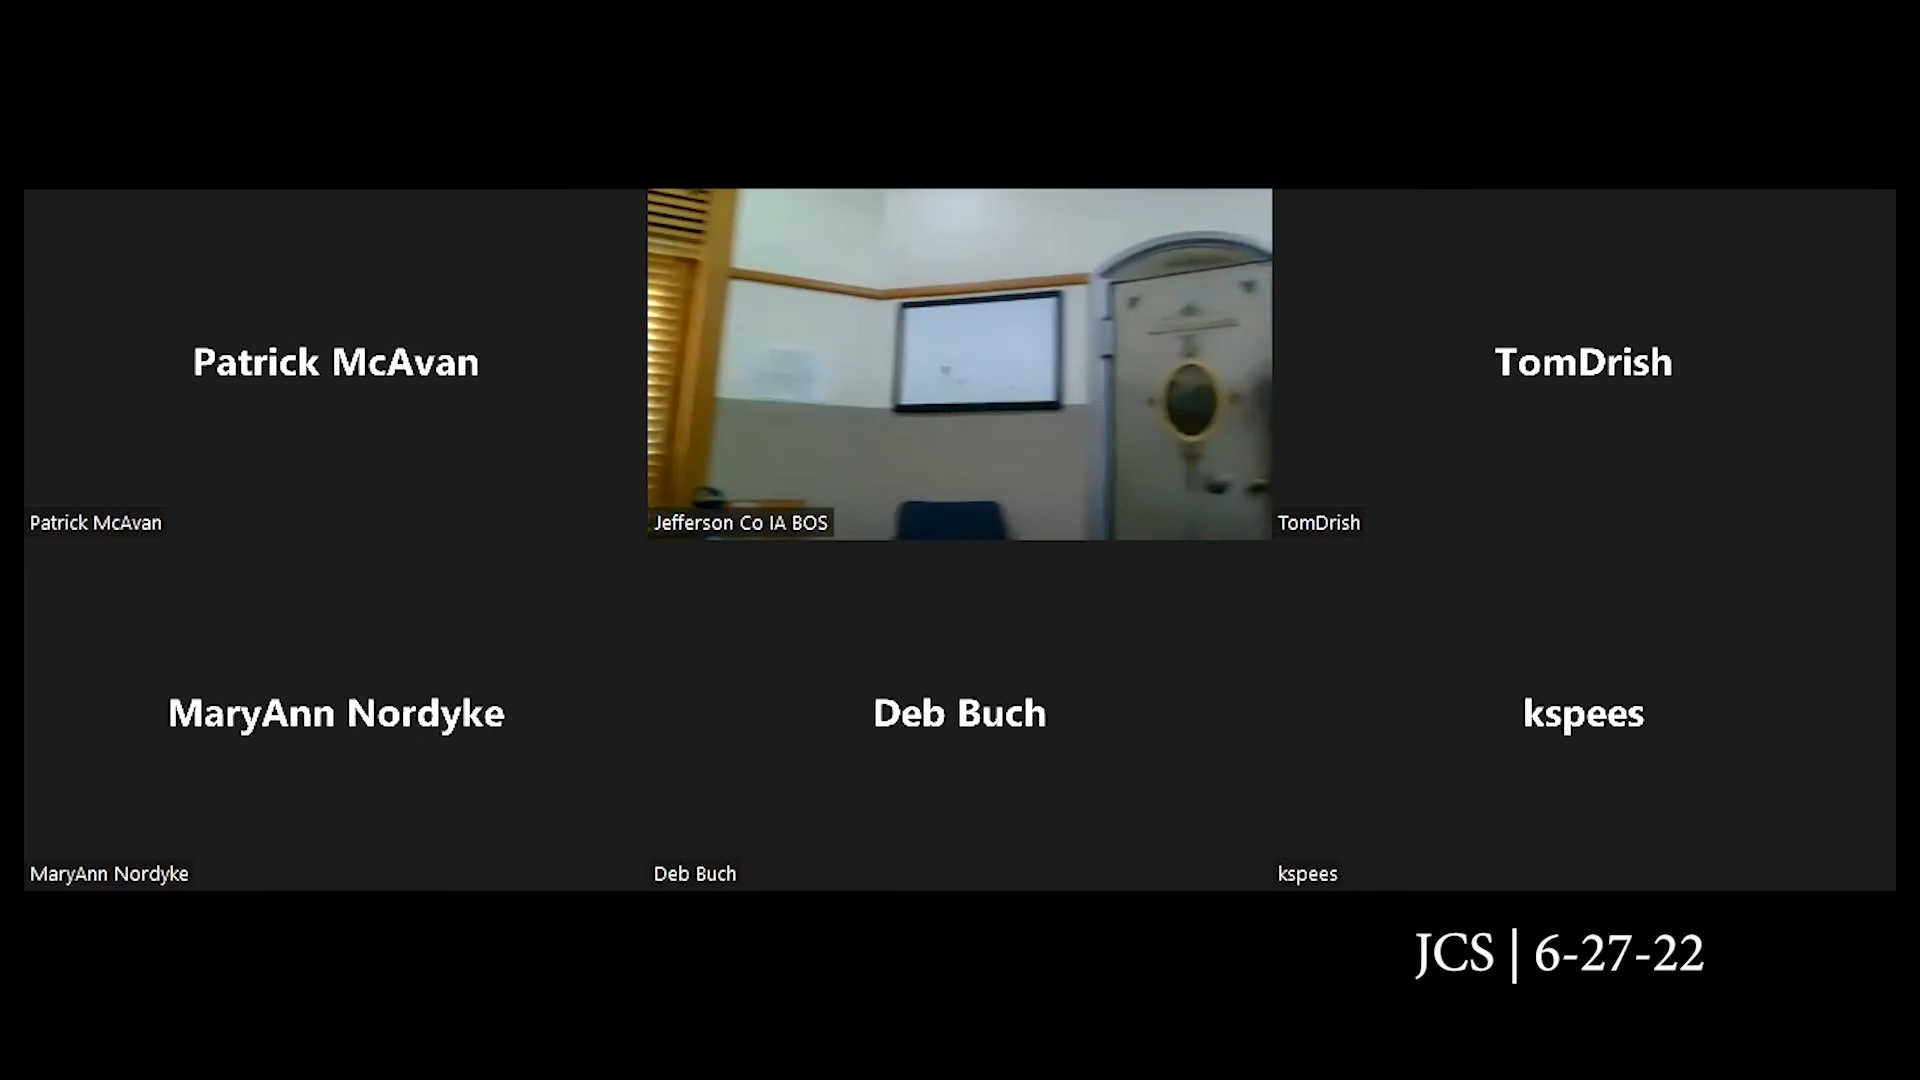 Patrick McAvan
TomDrish
Patrick McAvan
Jefferson Co IA BOS
TomDrish
MaryAnn Nordyke
Deb Buch
kspees
MaryAnn Nordyke
Deb Buch
kspees
JCS | 6-27-22